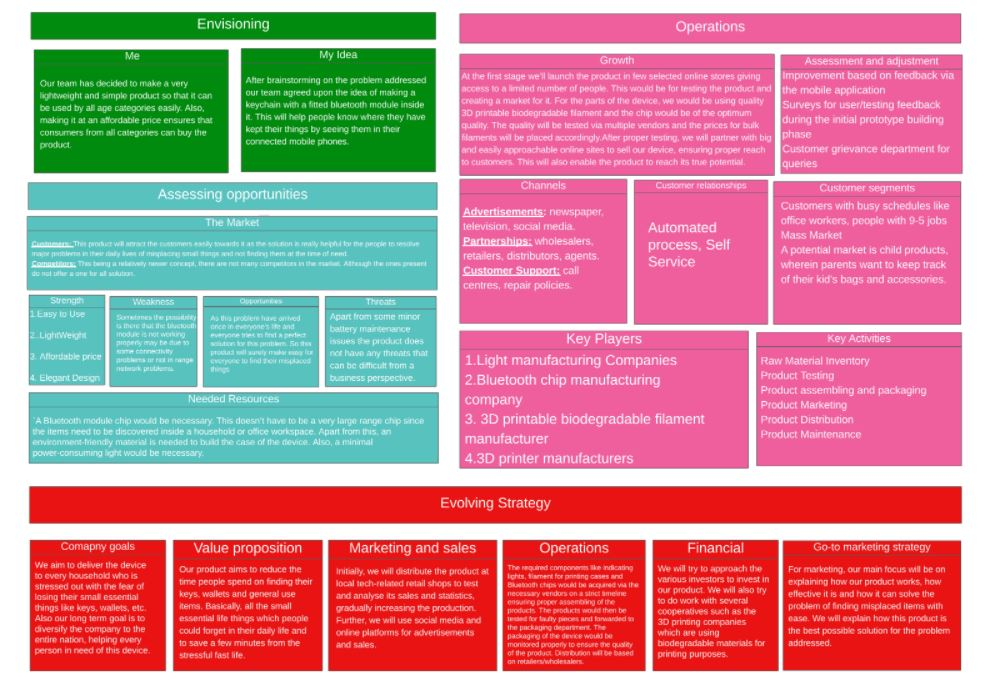 Envisioning
Me
Our team has decided to make a very
lightweight and simple product so that it can
be used by all age categories easily. Also,
making it at an affordable price ensures that
consumers from all categories can buy the
product.
My Idea
After brainstorming on the problem addressed
our team agreed upon the idea of making a
keychain with a fitted bluetooth module inside
it. This will help people know where they have
kept their things by seeing them in their
connected mobile phones.
Assessing opportunities
The Market
Customers: This product will attract the customers easily towards it as the solution is really helpful for the people to resolve
major problems in their daily lives of misplacing small things and not finding them at the time of need.
Competitors: This being a relatively newer concept, there are not many competitors in the market. Although the ones present
do not offer a one for all solution.
Strength
1.Easy to Use
2..LightWeight
3. Affordable price
4. Elegant Design
Weakness
Sometimes the possibility
is there that the bluetooth
module is not working
properly may be due to
some connectivity
problems or not in range
network problems.
Opportunities
As this problem have arrived
once in everyone's life and
everyone tries to find a perfect
solution for this problem. So this
product will surely make easy for
everyone to find their misplaced
things
Threats
Apart from some minor
battery maintenance
issues the product does
not have any threats that
can be difficult from a
business perspective.
Needed Resources
`A Bluetooth module chip would be necessary. This doesn't have to be a very large range chip since
the items need to be discovered inside a household or office workspace. Apart from this, an
environment-friendly material is needed to build the case of the device. Also, a minimal
power-consuming light would be necessary.
Operations
Growth
At the first stage we'll launch the product in few selected online stores giving
access to a limited number of people. This would be for testing the product and
creating a market for it. For the parts of the device, we would be using quality
3D printable biodegradable filament and the chip would be of the optimum
quality. The quality will be tested via multiple vendors and the prices for bulk
filaments will be placed accordingly.After proper testing, we will partner with big
and easily approachable online sites to sell our device, ensuring proper reach
to customers. This will also enable the product to reach its true potential.
Assessment and adjustment
Improvement based on feedback via
the mobile application
Surveys for user/testing feedback
during the initial prototype building
phase
Customer grievance department for
queries
Channels
Advertisements: newspaper,
television, social media.
Partnerships: wholesalers,
retailers, distributors, agents.
Customer Support: call
centres, repair policies.
Customer relationships
Automated
process, Self
Service
Customer segments
Customers with busy schedules like
office workers, people with 9-5 jobs
Mass Market
A potential market is child products,
wherein parents want to keep track
of their kid's bags and accessories.
Key Players
1.Light manufacturing Companies
2.Bluetooth chip manufacturing
company
3. 3D printable biodegradable filament
manufacturer
4.3D printer manufacturers
Key Activities
Raw Material Inventory
Product Testing
Product assembling and packaging
Product Marketing
Product Distribution
Product Maintenance
Evolving Strategy
Comapny goals
We aim to deliver the device
to every household who is
stressed out with the fear of
losing their small essential
things like keys, wallets, etc.
Also our long term goal is to
diversify the company to the
entire nation, helping every
person in need of this device.
Value proposition
Our product aims to reduce the
time people spend on finding their
keys, wallets and general use
items. Basically, all the small
essential life things which people
could forget in their daily life and
to save a few minutes from the
stressful fast life.
Marketing and sales
Initially, we will distribute the product at
local tech-related retail shops to test
and analyse its sales and statistics,
gradually increasing the production.
Further, we will use social media and
online platforms for advertisements
and sales.
Operations
The required components like indicating
lights, filament for printing cases and
Bluetooth chips would be acquired via the
necessary vendors on a strict timeline
ensuring proper assembling of the
products. The products would then be
tested for faulty pieces and forwarded to
the packaging department. The
packaging of the device would be
monitored properly to ensure the quality
of the product. Distribution will be based
on retailers/wholesalers.
Financial
We will try to approach the
various investors to invest in
our product. We will also try
to do work with several
cooperatives such as the
3D printing companies
which are using
biodegradable materials for
printing purposes.
Go-to marketing strategy
For marketing, our main focus will be on
explaining how our product works, how
effective it is and how it can solve the
problem of finding misplaced items with
ease. We will explain how this product is
the best possible solution for the problem
addressed.